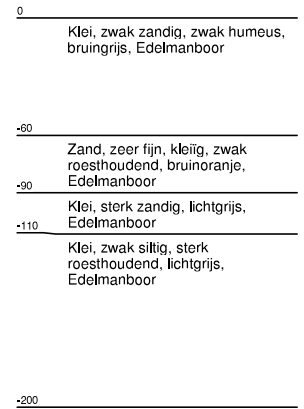 0
Klei, zwak zandig, zwak humeus,
bruingrijs, Edelmanboor
-60
Zand, zeer fijn, kleiïg, zwak
roesthoudend, bruinoranje,
Edelmanboor
-90
Klei, sterk zandig, lichtgrijs,
Edelmanboor
-110
Klei, zwak siltig, sterk
roesthoudend, lichtgrijs,
Edelmanboor
-200